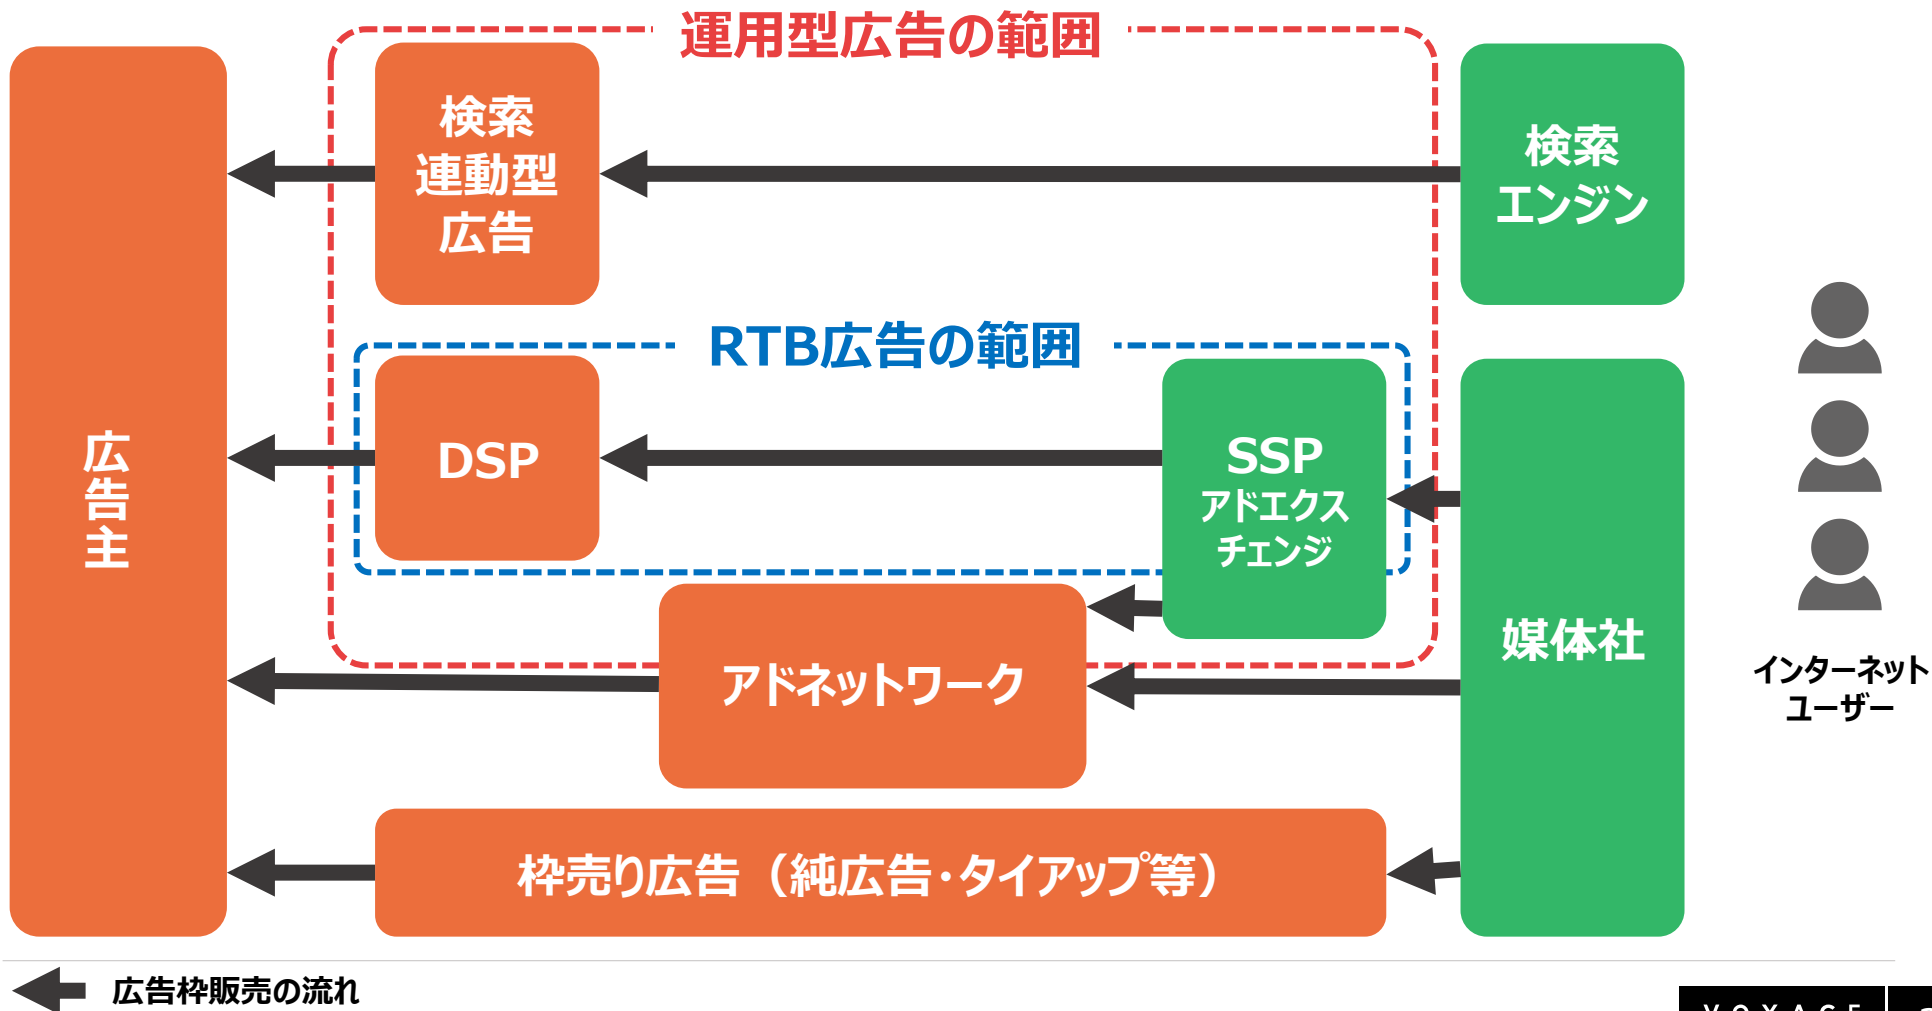 運用型広告の範囲
検索
連動型
広告
検索
エンジン
RTB広告の範囲
広告主
DSP
SSP
アドエクス
チェンジ
媒体社
アドネットワーク
インターネット
ユーザー
枠売り広告（純広告・タイアップ等）
広告枠販売の流れ
VOYAGE